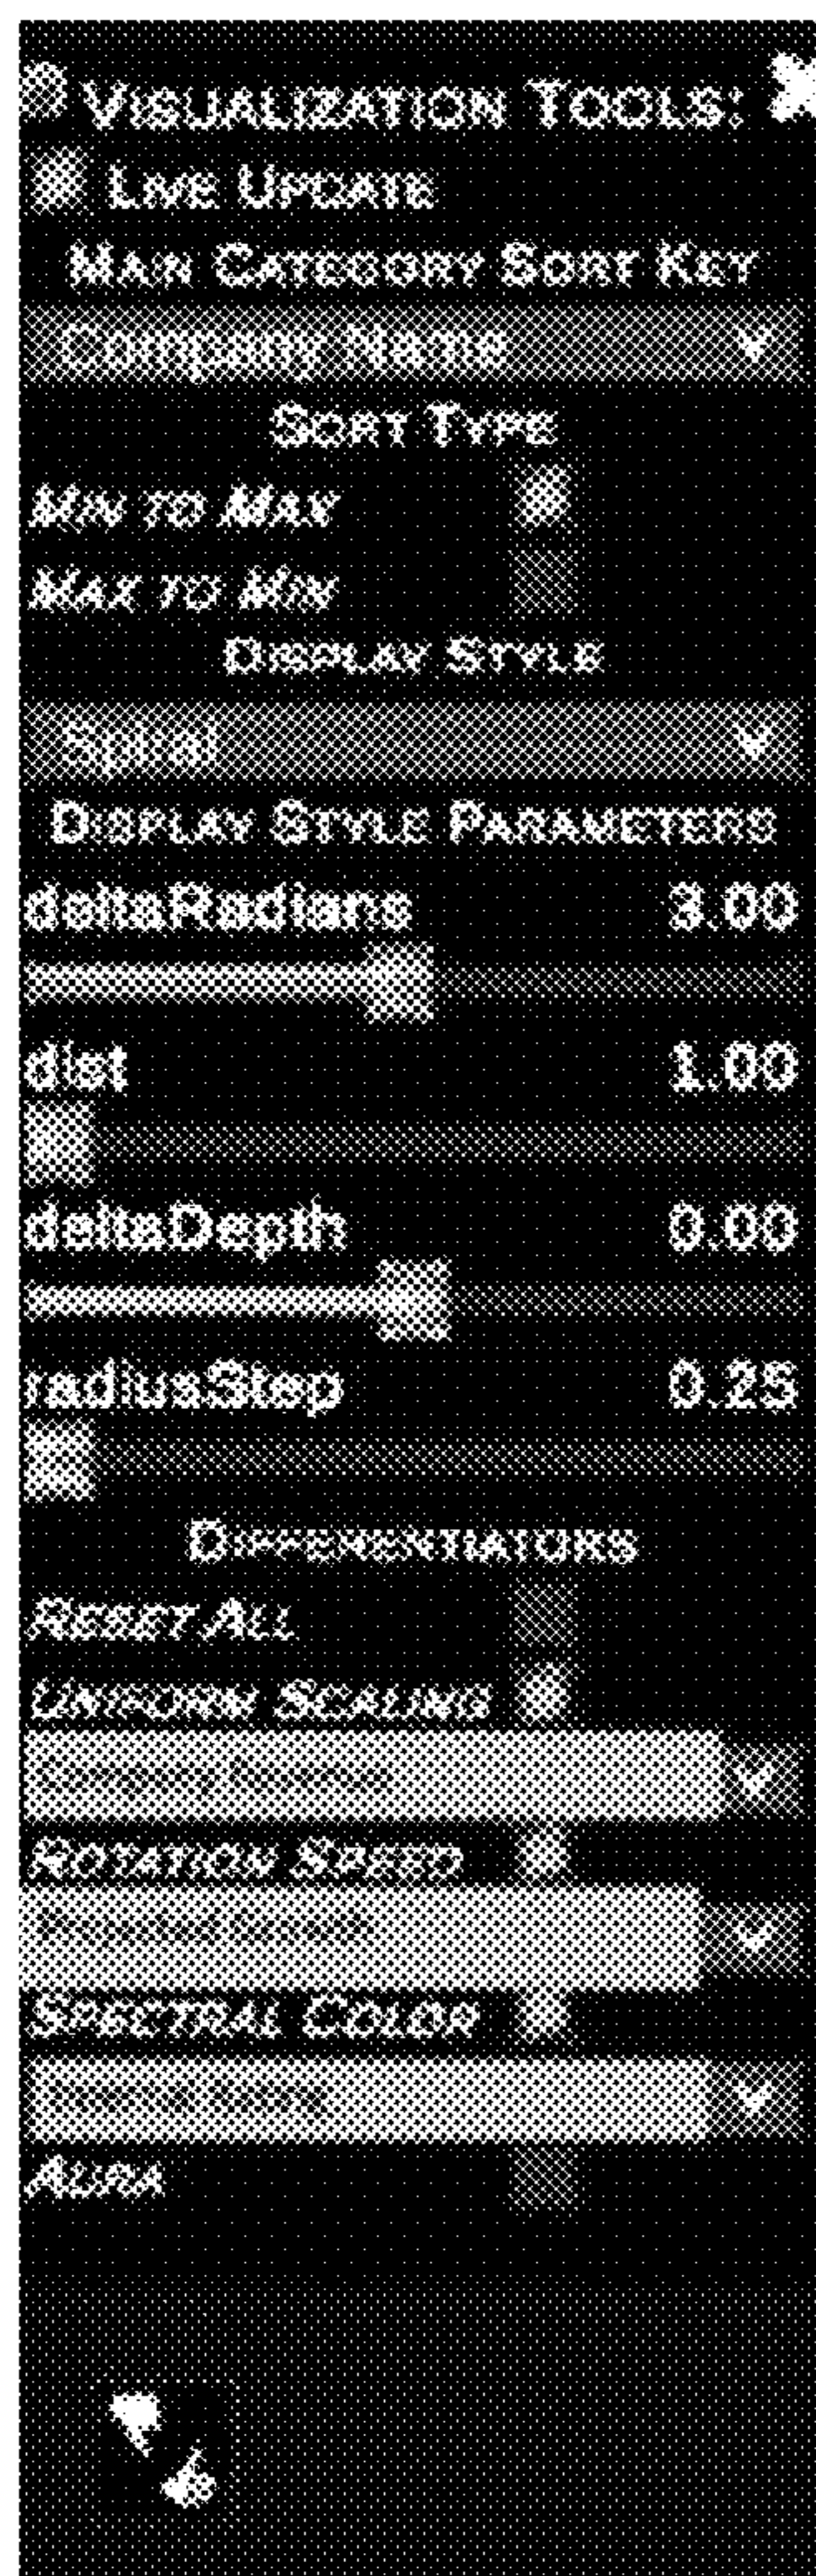 VISUALIZATION TOOLS:
LIVE UPDATE
MAIN CATEGORY SORT KEY
Company Name
SORT TYPE
MIN TO MAX
MAX TO MIN
DISPLAY STYLE
Spiral
DISPLAY STYLE PARAMETERS
deltaRadians 3.00
dist 1.00
deltaDepth 0.00
radiusStep 0.25
DIFFERENTIATORS
RESET ALL
UNIFORM SCALING
ROTATION SPEED
SPECTRAL COLOR
AURA